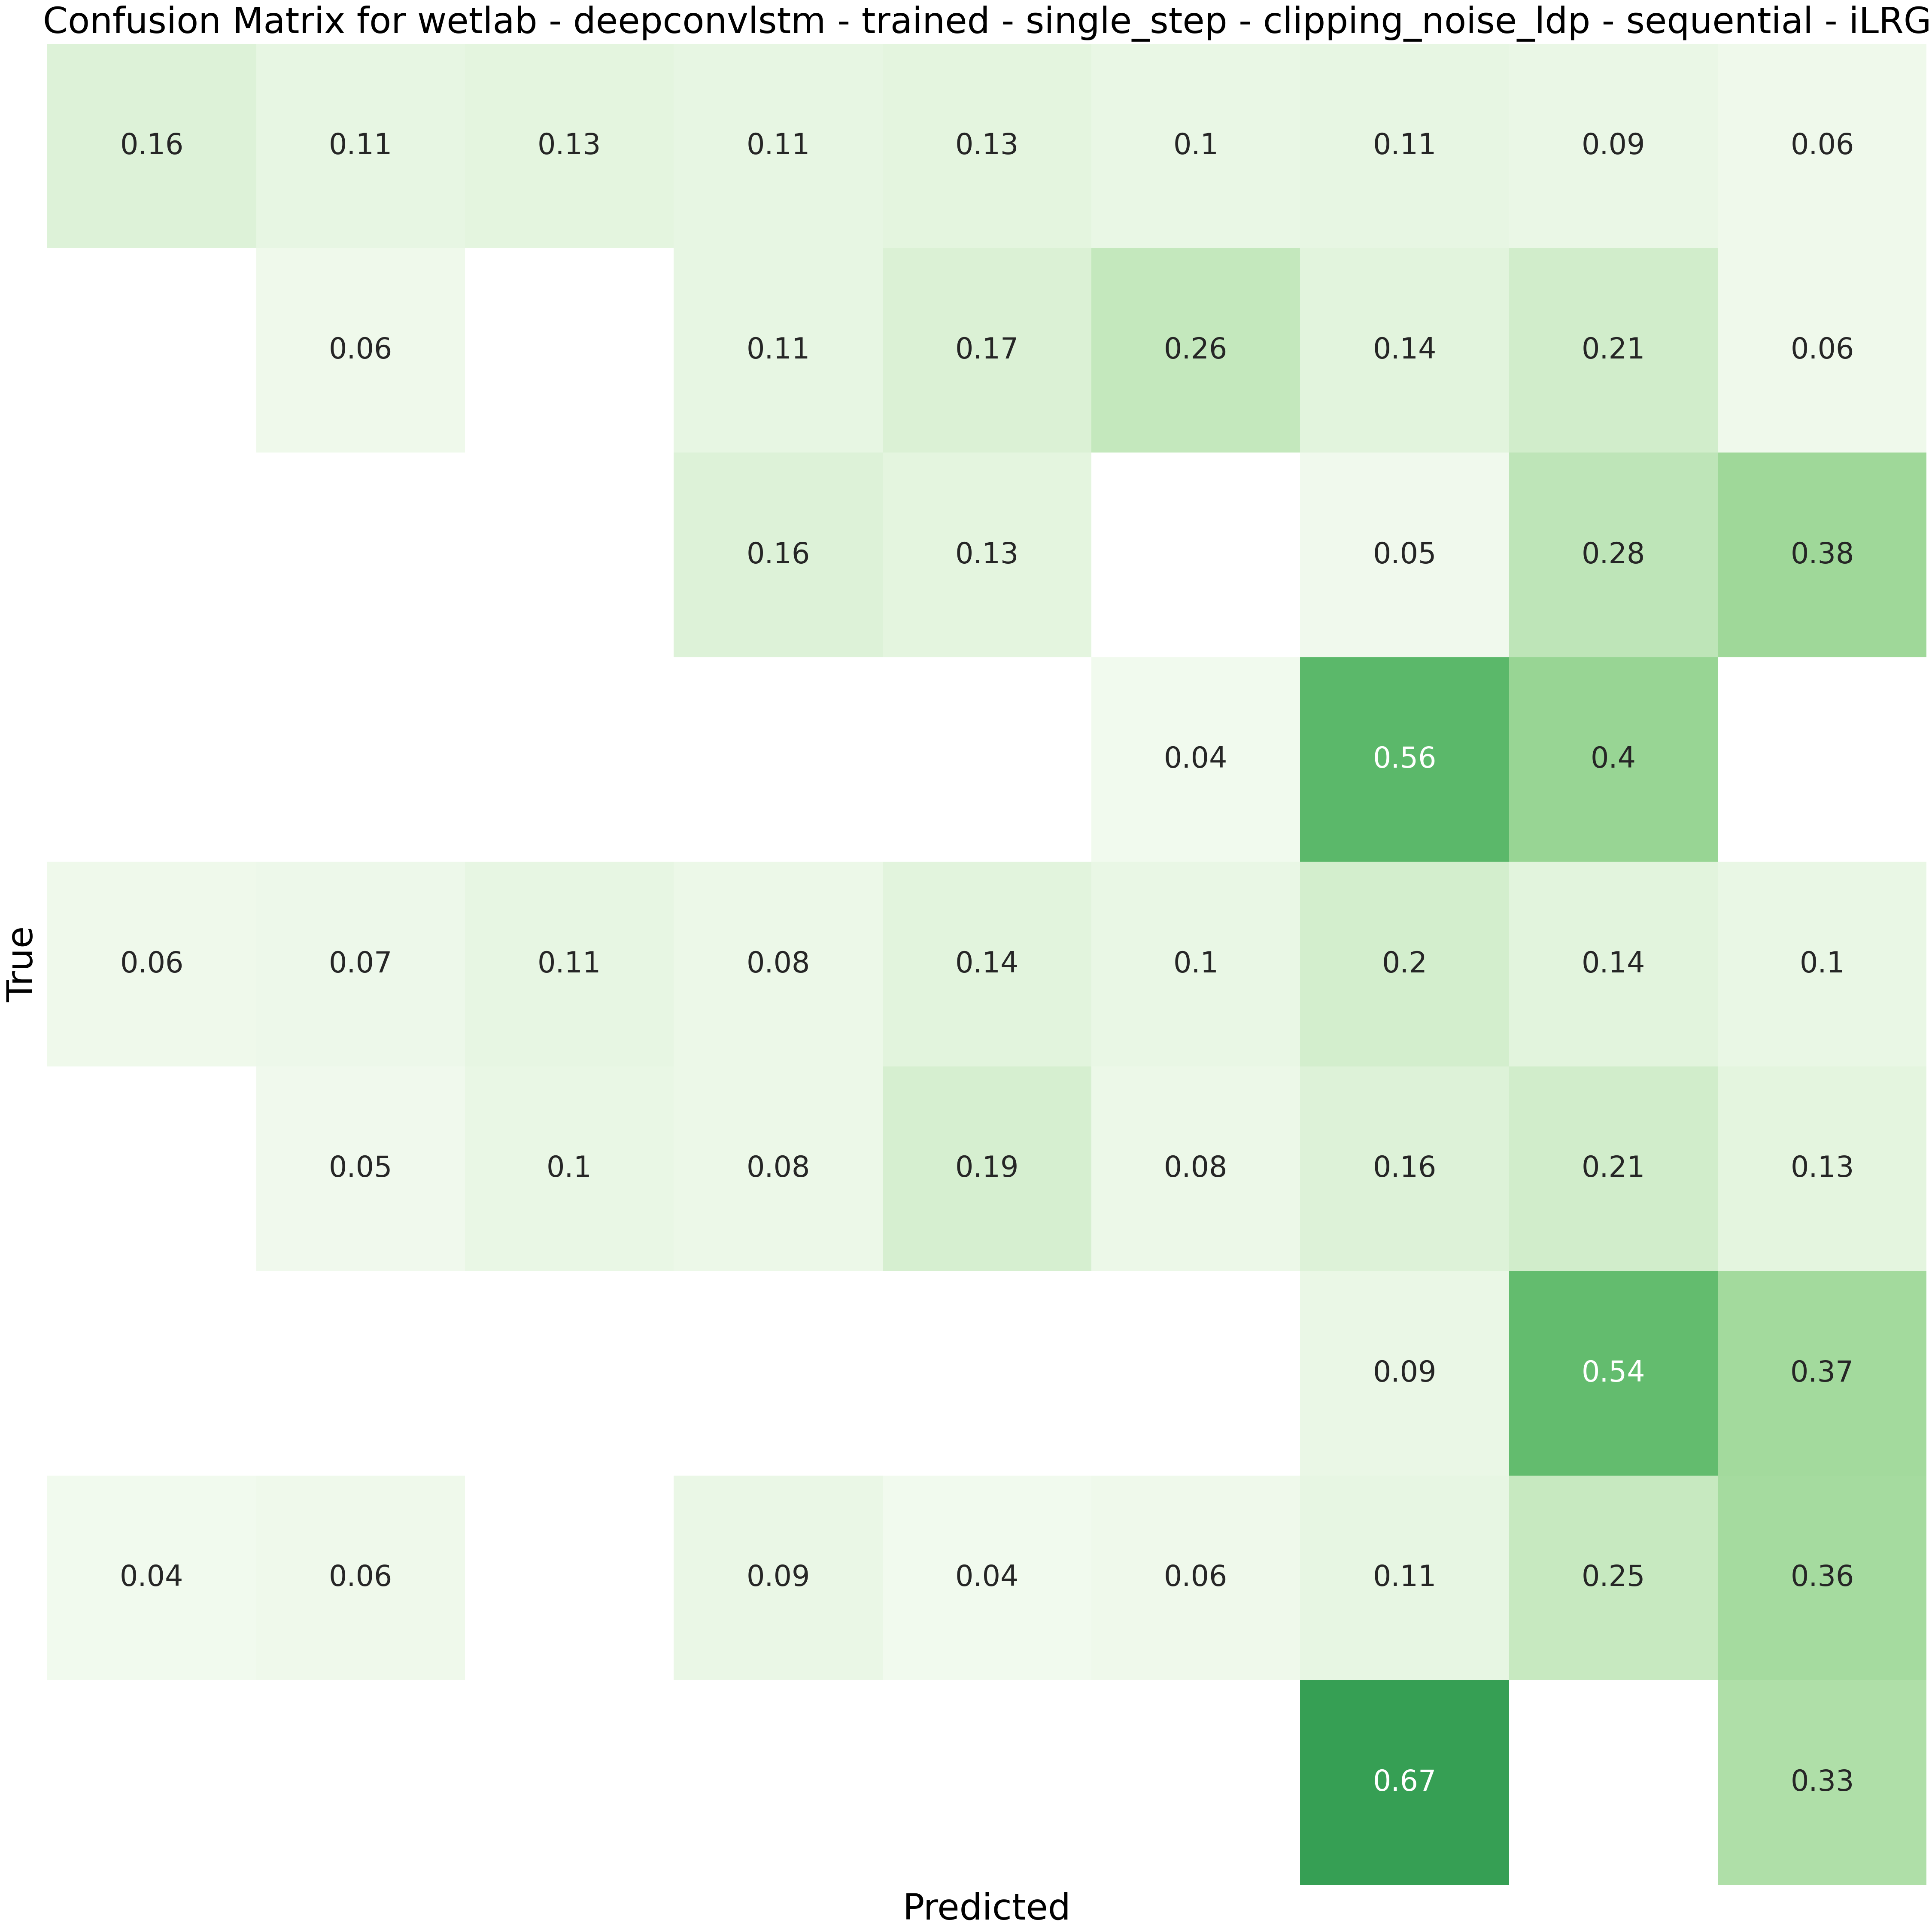 Confusion Matrix for wetlab - deepconvlstm - trained - single_step - clipping_noise_ldp - sequential - iLRG
0.16 0.11 0.13 0.11 0.13 0.1 0.11 0.09 0.06
0.06 0.11 0.17 0.26 0.14 0.21 0.06
0.16 0.13 0.05 0.28 0.38
0.04 0.56 0.4
True
0.06 0.07 0.11 0.08 0.14 0.1 0.2 0.14 0.1
0.05 0.1 0.08 0.19 0.08 0.16 0.21 0.13
0.09 0.54 0.37
0.04 0.06 0.09 0.04 0.06 0.11 0.25 0.36
0.67 0.33
Predicted